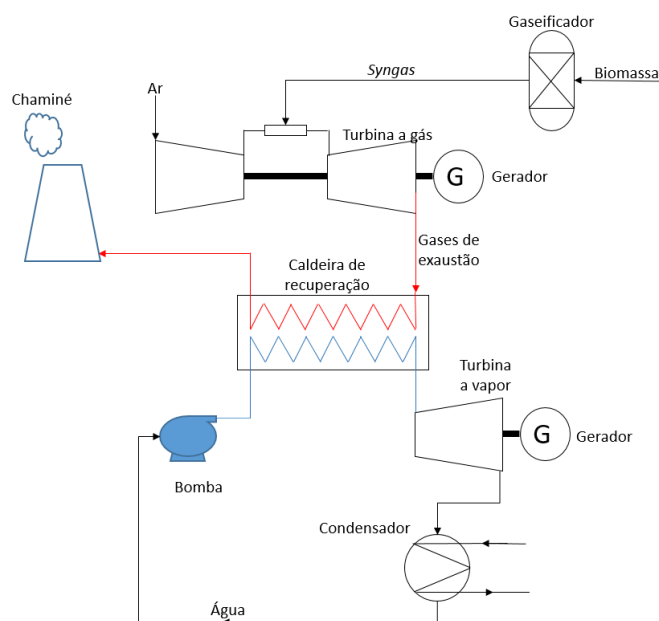 Gaseificador
Syngas
Biomassa
Chaminé
Ar
Turbina a gás
G
Gerador
Gases de
exaustão
Caldeira de
recuperação
Turbina
a vapor
G
Gerador
Bomba
Condensador
Água